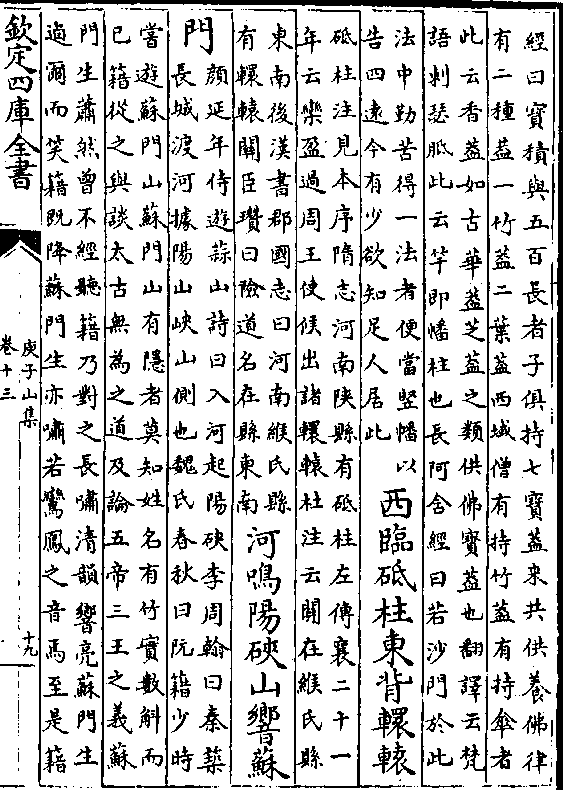 經曰寶積與五百長者子俱持七寶蓋来共供養佛律
有二種葢一竹葢二葉葢西域僧有持竹葢有持傘者
此云香葢如古華葢芝葢之類供佛寶葢也翻譯云梵
語刺瑟胝此云竿即幡柱也長阿含經曰若沙門於此
法中勤苦得一法者便當竪幡以
告四逺今有少欲知足人居此
西臨砥柱東背轘轅
砥柱注見本序隋志河南陜縣有砥柱左傳襄二十一
年云欒盈過周王使候出諸轘轅杜注云闗在緱氏縣
東南後漢書郡國志曰河南緱氏縣
有轘轅闗臣瓚曰險道名在縣東南
河鳴陽硤山響蘇
門
顔延年侍遊蒜山詩曰入河起陽硤李周翰曰秦築
長城渡河據陽山峽山側也魏氏春秋曰阮籍少時
嘗遊蘇門山蘇門山有隱者莫知姓名有竹實數斛而
已籍從之與談太古無為之道及論五帝三王之義蘇
門生蕭然曾不經聽籍乃對之長嘯清韻響亮蘇門生
逌爾而笑籍既降蘇門生亦嘯若鸞鳳之音焉至是籍
欽定四庫全書
庾子山集
卷十三
十九